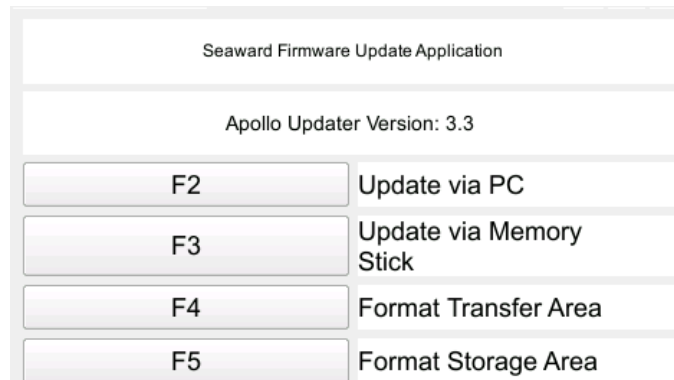 Seaward Firmware Update Application
Apollo Updater Version: 3.3
F2 Update via PC
F3 Update via Memory
Stick
F4 Format Transfer Area
F5 Format Storage Area